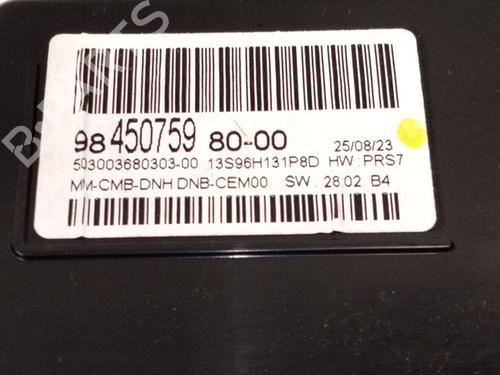 B-PARTS
98 450759 80-00 25/08/23
503003680303-00 13S96H131P8D HW : PRS7
MM-CMB-DNH DNB-CEM00 SW : 28.02 B4